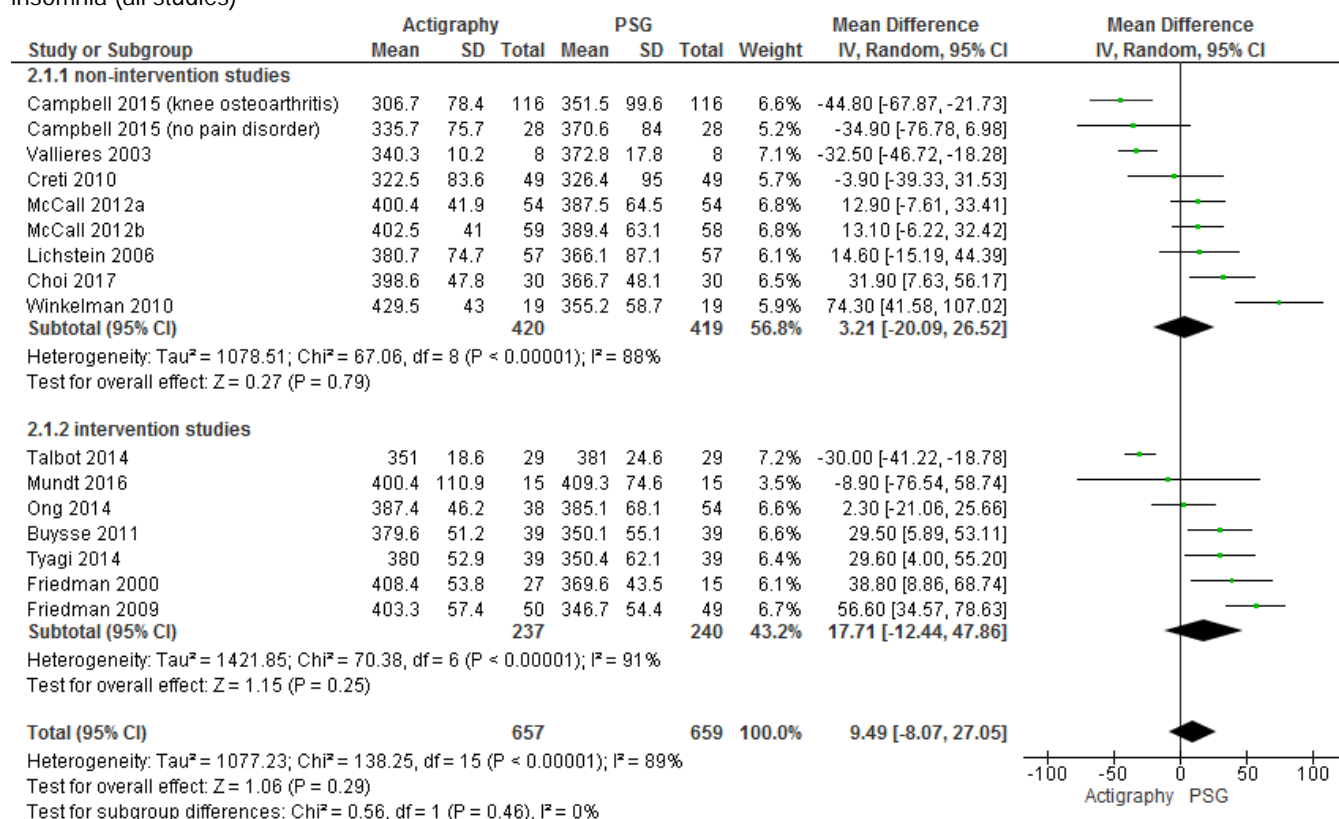 insomnia (all studies)
Actigraphy PSG Mean Difference Mean Difference
Study or Subgroup Mean SD Total Mean SD Total Weight IV, Random, 95% CI IV, Random, 95% CI
2.1.1 non-intervention studies
Campbell 2015 (knee osteoarthritis) 306.7 78.4 116 351.5 99.6 116 6.6% -44.80 [-67.87, -21.73]
Campbell 2015 (no pain disorder) 335.7 75.7 28 370.6 84 28 5.2% -34.90 [-76.78, 6.98]
Vallieres 2003 340.3 10.2 8 372.8 17.8 8 7.1% -32.50 [-46.72, -18.28]
Creti 2010 322.5 83.6 49 326.4 95 49 5.7% -3.90 [-39.33, 31.53]
McCall 2012a 400.4 41.9 54 387.5 64.5 54 6.8% 12.90 [-7.61, 33.41]
McCall 2012b 402.5 41 59 389.4 63.1 58 6.8% 13.10 [-6.22, 32.42]
Lichstein 2006 380.7 74.7 57 366.1 87.1 57 6.1% 14.60 [-15.19, 44.39]
Choi 2017 398.6 47.8 30 366.7 48.1 30 6.5% 31.90 [7.63, 56.17]
Winkelman 2010 429.5 43 19 355.2 58.7 19 5.9% 74.30 [41.58, 107.02]
Subtotal (95% CI) 420 419 56.8% 3.21 [-20.09, 26.52]
Heterogeneity: Tau² = 1078.51; Chi² = 67.06, df = 8 (P < 0.00001); I² = 88%
Test for overall effect: Z = 0.27 (P = 0.79)
2.1.2 intervention studies
Talbot 2014 351 18.6 29 381 24.6 29 7.2% -30.00 [-41.22, -18.78]
Mundt 2016 400.4 110.9 15 409.3 74.6 15 3.5% -8.90 [-76.54, 58.74]
Ong 2014 387.4 46.2 38 385.1 68.1 54 6.6% 2.30 [-21.06, 25.66]
Buysse 2011 379.6 51.2 39 350.1 55.1 39 6.6% 29.50 [5.89, 53.11]
Tyagi 2014 380 52.9 39 350.4 62.1 39 6.4% 29.60 [4.00, 55.20]
Friedman 2000 408.4 53.8 27 369.6 43.5 15 6.1% 38.80 [8.86, 68.74]
Friedman 2009 403.3 57.4 50 346.7 54.4 49 6.7% 56.60 [34.57, 78.63]
Subtotal (95% CI) 237 240 43.2% 17.71 [-12.44, 47.86]
Heterogeneity: Tau² = 1421.85; Chi² = 70.38, df = 6 (P < 0.00001); I² = 91%
Test for overall effect: Z = 1.15 (P = 0.25)
Total (95% CI) 657 659 100.0% 9.49 [-8.07, 27.05]
Heterogeneity: Tau² = 1077.23; Chi² = 138.25, df = 15 (P < 0.00001); I² = 89%
Test for overall effect: Z = 1.06 (P = 0.29)
Test for subgroup differences: Chi² = 0.56, df = 1 (P = 0.46), I² = 0%
-100 -50 0 50 100
Actigraphy PSG